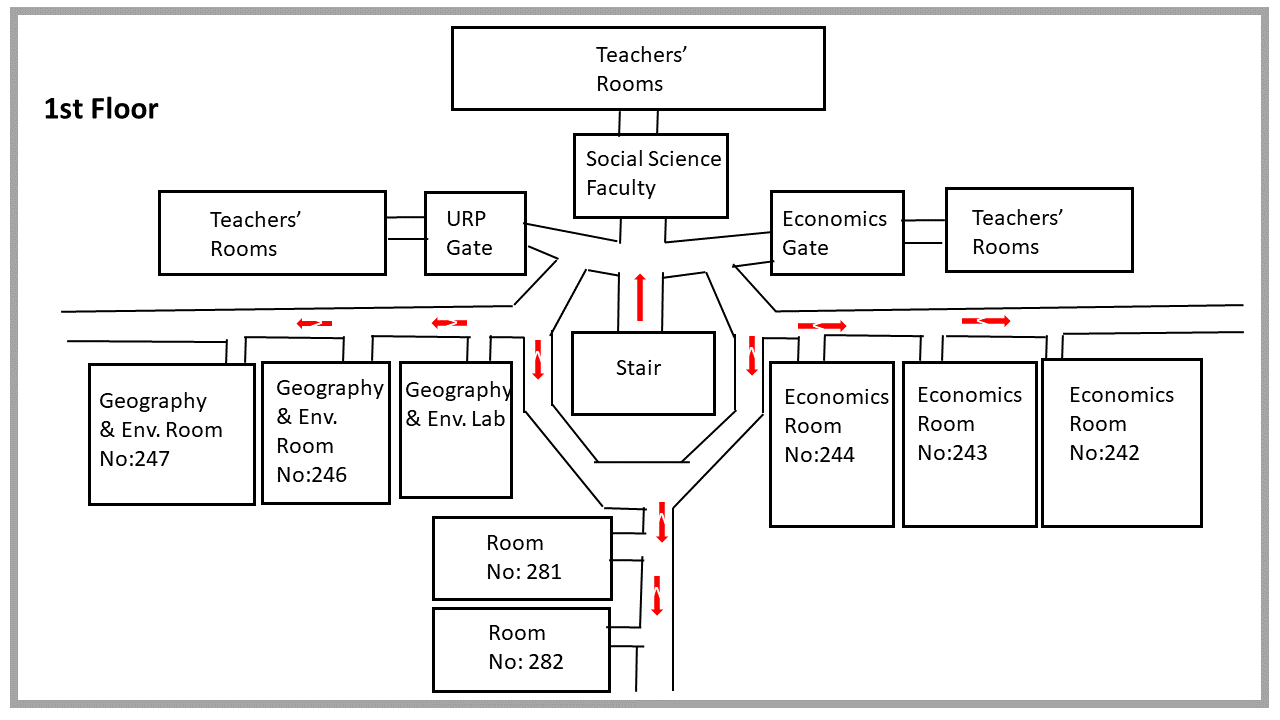 Teachers’
Rooms
1st Floor
Social Science
Faculty
Teachers’
Rooms
URP
Gate
Economics
Gate
Teachers’
Rooms
Stair
Geography
& Env. Room
No:247
Geography
& Env.
Room
No:246
Geography
& Env. Lab
Economics
Room
No:244
Economics
Room
No:243
Economics
Room
No:242
Room
No: 281
Room
No: 282